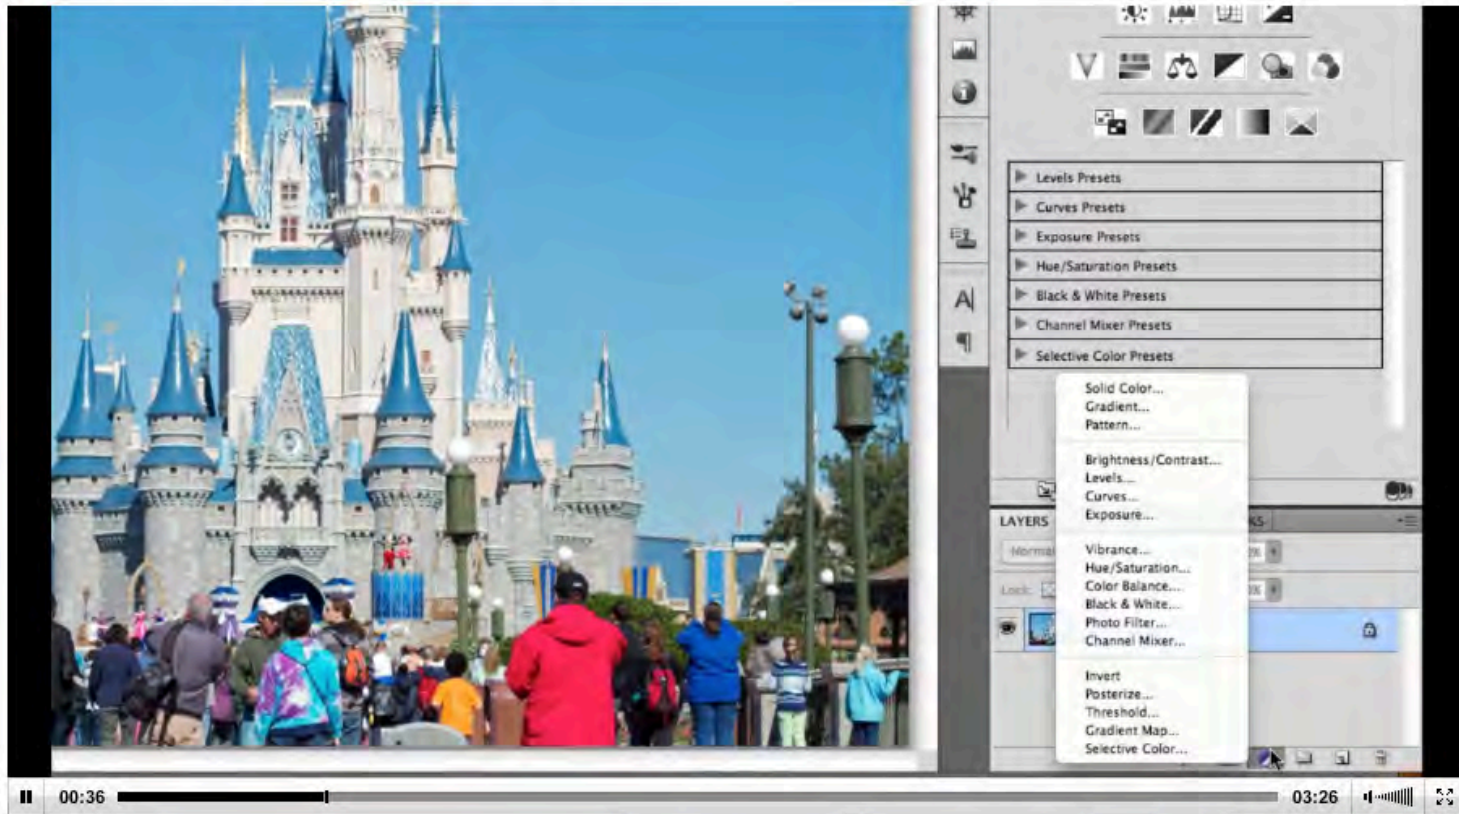 A
Levels Presets
Curves Presets
Exposure Presets
Hue/Saturation Presets
Black & White Presets
Channel Mixer Presets
Selective Color Presets
Solid Color...
Gradient...
Pattern...
Brightness/Contrast...
Levels...
Curves...
Exposure...
LAYERS
Normal
Vibrance...
Hue/Saturation...
Color Balance...
Lock:
Black & White...
Photo Filter...
Channel Mixer...
Invert
Posterize...
Threshold...
Gradient Map...
Selective Color...
00:36
03:26